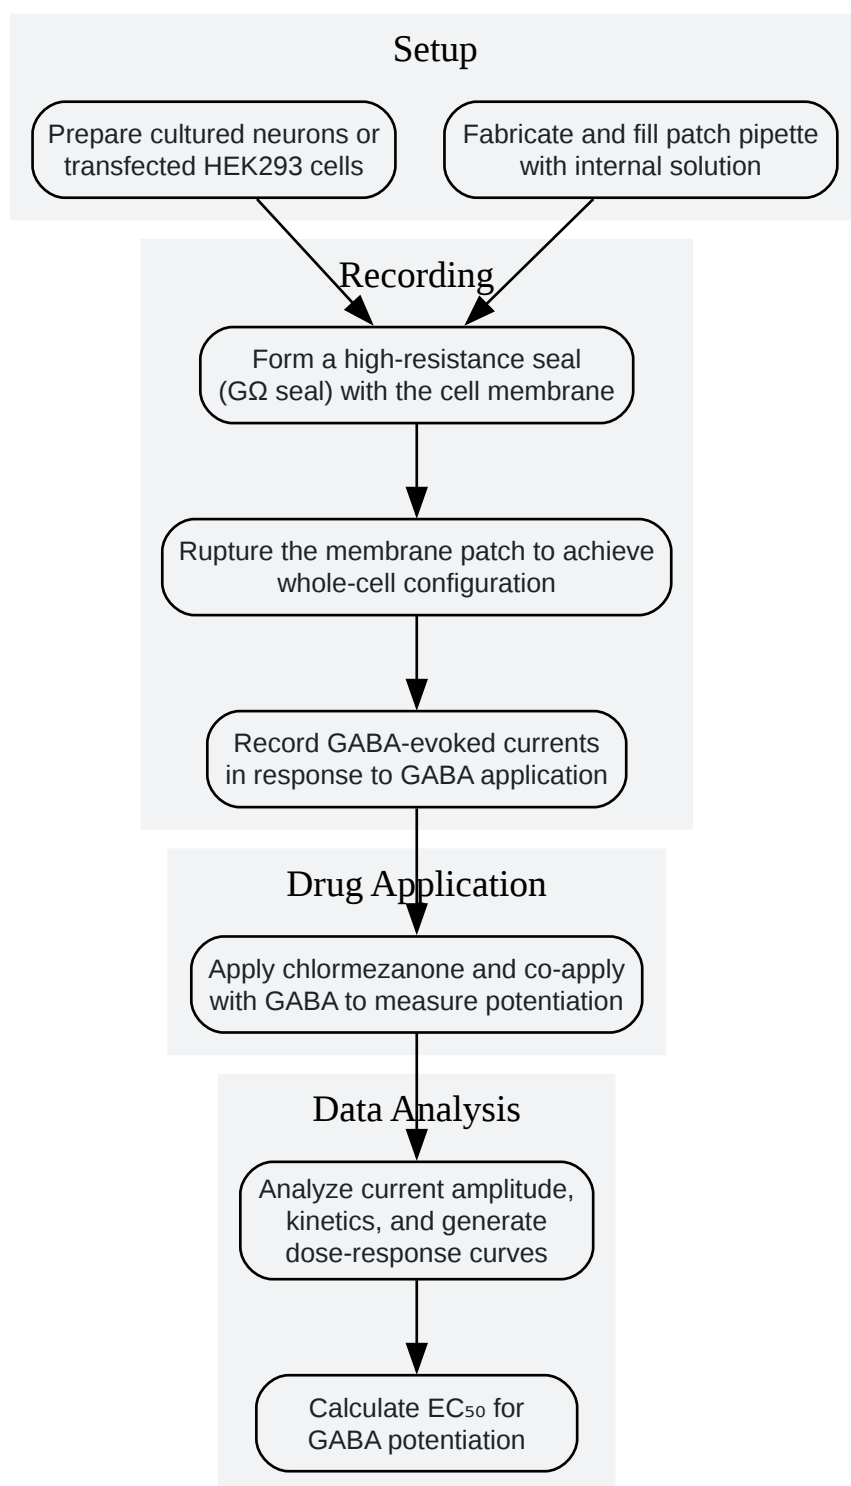 Setup
Prepare cultured neurons or
transfected HEK293 cells
Fabricate and fill patch pipette
with internal solution
Recording
Form a high-resistance seal
(GΩ seal) with the cell membrane
Rupture the membrane patch to achieve
whole-cell configuration
Record GABA-evoked currents
in response to GABA application
Drug Application
Apply chlormezanone and co-apply
with GABA to measure potentiation
Data Analysis
Analyze current amplitude,
kinetics, and generate
dose-response curves
Calculate EC₅₀ for
GABA potentiation